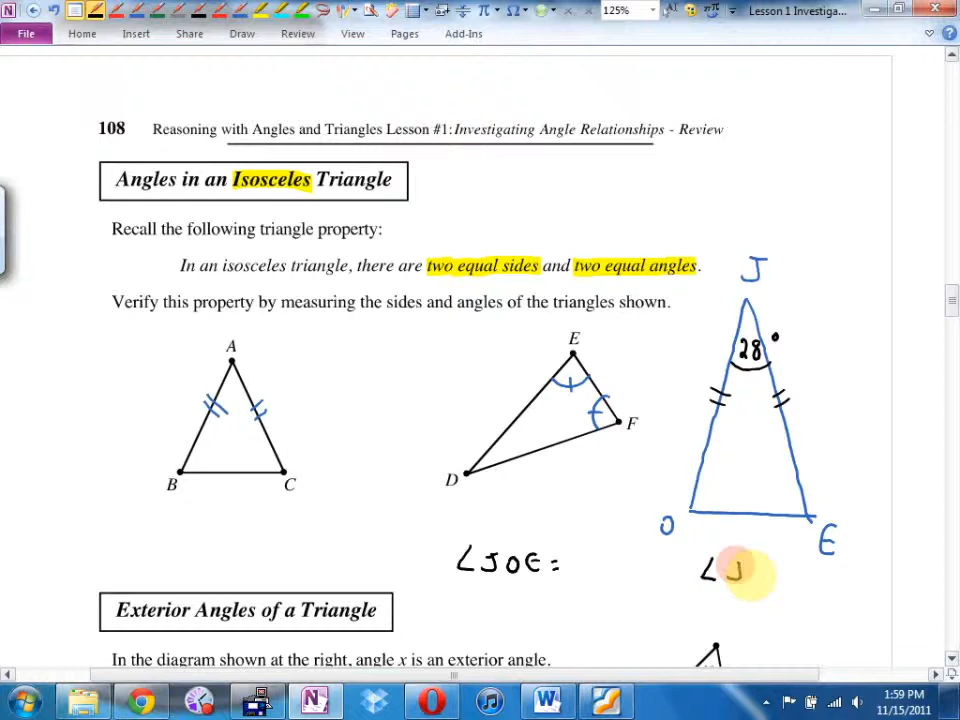 125%
Lesson 1 Investiga...
File Home Insert Share Draw Review View Pages Add-Ins
108 Reasoning with Angles and Triangles Lesson #1: Investigating Angle Relationships - Review
Angles in an Isosceles Triangle
Recall the following triangle property:
In an isosceles triangle, there are two equal sides and two equal angles.
Verify this property by measuring the sides and angles of the triangles shown.
J
A
E
28°
F
B
C
D
O
E
∠JOE=
∠J
Exterior Angles of a Triangle
In the diagram shown at the right, angle x is an exterior angle.
1:59 PM
11/15/2011